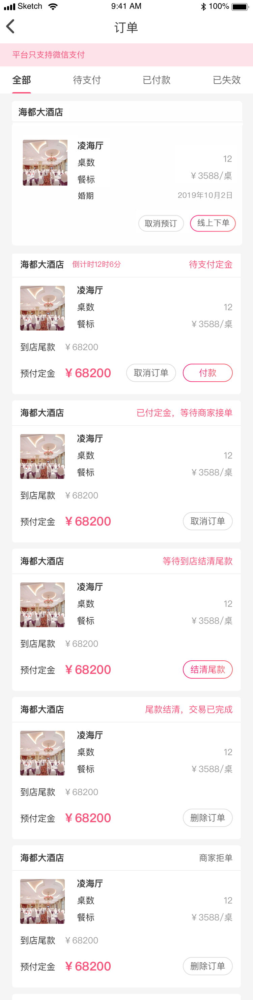 Sketch 9:41 AM 100%
订单
平台只支持微信支付
全部 待支付 已付款 已失效
海都大酒店
凌海厅
桌数 12
餐标 ¥3588/桌
婚期 2019年10月2日
取消预订 线上下单
海都大酒店 倒计时12时6分 待支付定金
凌海厅
桌数 12
餐标 ¥3588/桌
到店尾款 ¥68200
预付定金 ¥68200 取消订单 付款
海都大酒店 已付定金，等待商家接单
凌海厅
桌数 12
餐标 ¥3588/桌
到店尾款 ¥68200
预付定金 ¥68200 取消订单
海都大酒店 等待到店结清尾款
凌海厅
桌数 12
餐标 ¥3588/桌
到店尾款 ¥68200
预付定金 ¥68200 结清尾款
海都大酒店 尾款结清，交易已完成
凌海厅
桌数 12
餐标 ¥3588/桌
到店尾款 ¥68200
预付定金 ¥68200 删除订单
海都大酒店 商家拒单
凌海厅
桌数 12
餐标 ¥3588/桌
到店尾款 ¥68200
预付定金 ¥68200 删除订单